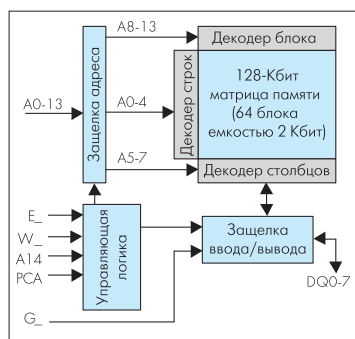 A8-13
Декодер блока
A0-13
Защелка адреса
A0-4
Декодер строк
128-Кбит
матрица памяти
(64 блока
емкостью 2 Кбит)
A5-7
Декодер столбцов
E_
W_
A14
PCA
Управляющая
логика
Защелка
ввода/вывода
DQ0-7
G_